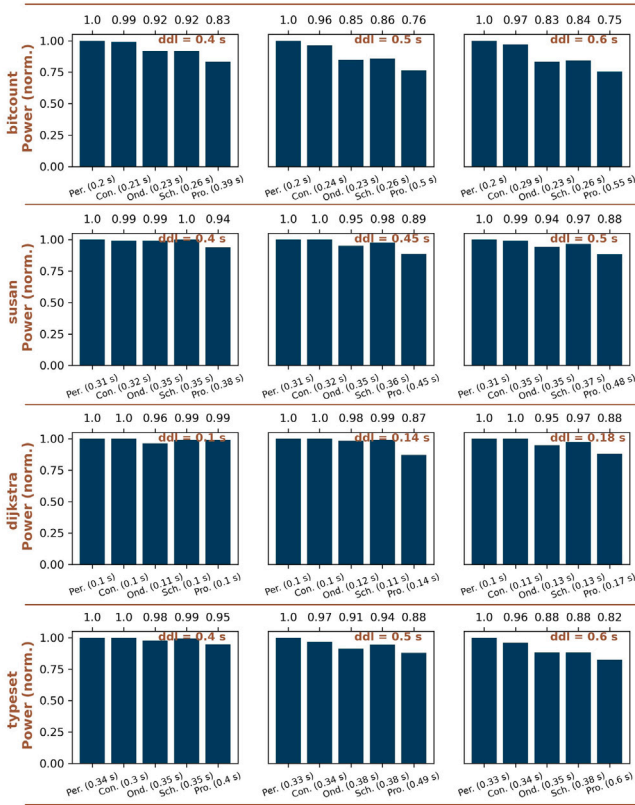 1.0 0.99 0.92 0.92 0.83 1.0 0.96 0.85 0.86 0.76 1.0 0.97 0.83 0.84 0.75
ddl = 0.4 s ddl = 0.5 s ddl = 0.6 s
bitcount
Power (norm.)
1.00
0.75
0.50
0.25
0.00
Per. (0.2 s) Con. (0.21 s) Ond. (0.23 s) Sch. (0.26 s) Pro. (0.39 s) Per. (0.2 s) Con. (0.24 s) Ond. (0.23 s) Sch. (0.26 s) Pro. (0.5 s) Per. (0.2 s) Con. (0.29 s) Ond. (0.23 s) Sch. (0.26 s) Pro. (0.55 s)
1.0 0.99 0.99 1.0 0.94 1.0 1.0 0.95 0.98 0.89 1.0 0.99 0.94 0.97 0.88
ddl = 0.4 s ddl = 0.45 s ddl = 0.5 s
susan
Power (norm.)
1.00
0.75
0.50
0.25
0.00
Per. (0.31 s) Con. (0.32 s) Ond. (0.35 s) Sch. (0.35 s) Pro. (0.38 s) Per. (0.31 s) Con. (0.32 s) Ond. (0.35 s) Sch. (0.36 s) Pro. (0.45 s) Per. (0.31 s) Con. (0.35 s) Ond. (0.35 s) Sch. (0.37 s) Pro. (0.48 s)
1.0 1.0 0.96 0.99 0.99 1.0 1.0 0.98 0.99 0.87 1.0 1.0 0.95 0.97 0.88
ddl = 0.1 s ddl = 0.14 s ddl = 0.18 s
dijkstra
Power (norm.)
1.00
0.75
0.50
0.25
0.00
Per. (0.1 s) Con. (0.1 s) Ond. (0.11 s) Sch. (0.1 s) Pro. (0.1 s) Per. (0.1 s) Con. (0.1 s) Ond. (0.12 s) Sch. (0.11 s) Pro. (0.14 s) Per. (0.1 s) Con. (0.11 s) Ond. (0.13 s) Sch. (0.13 s) Pro. (0.17 s)
1.0 1.0 0.98 0.99 0.95 1.0 0.97 0.91 0.94 0.88 1.0 0.96 0.88 0.88 0.82
ddl = 0.4 s ddl = 0.5 s ddl = 0.6 s
typeset
Power (norm.)
1.00
0.75
0.50
0.25
0.00
Per. (0.34 s) Con. (0.3 s) Ond. (0.35 s) Sch. (0.35 s) Pro. (0.4 s) Per. (0.33 s) Con. (0.34 s) Ond. (0.38 s) Sch. (0.38 s) Pro. (0.49 s) Per. (0.33 s) Con. (0.34 s) Ond. (0.35 s) Sch. (0.38 s) Pro. (0.6 s)